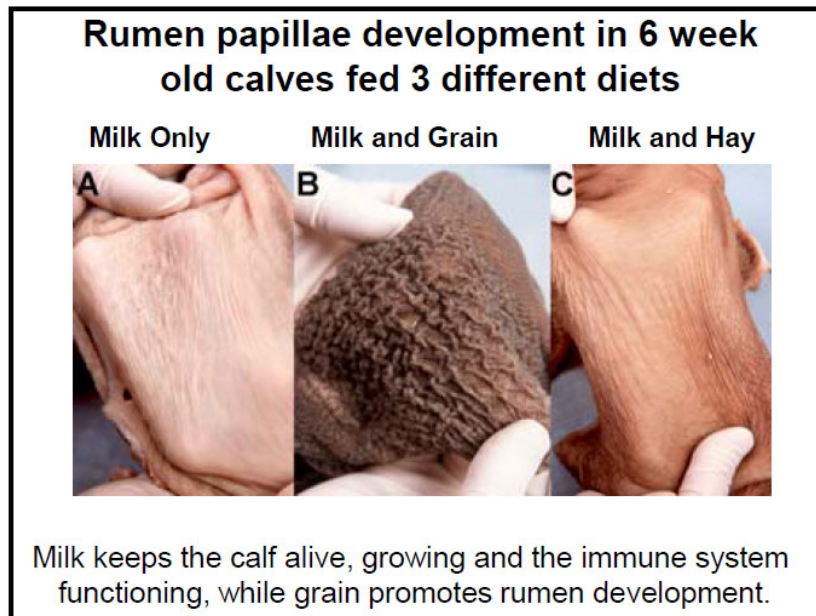 Rumen papillae development in 6 week
old calves fed 3 different diets
Milk Only
Milk and Grain
Milk and Hay
A
B
C
Milk keeps the calf alive, growing and the immune system
functioning, while grain promotes rumen development.